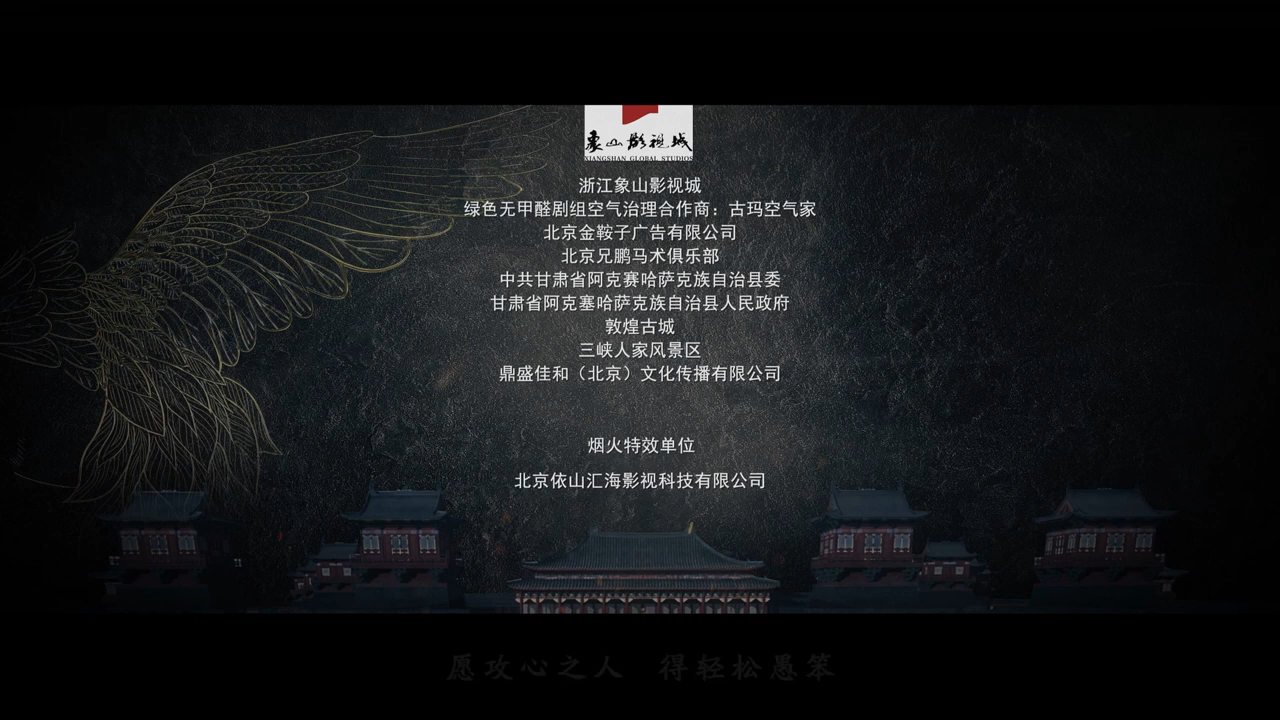 象山影视城
XIANGSHAN GLOBAL STUDIOS
浙江象山影视城
绿色无甲醛剧组空气治理合作商：古玛空气家
北京金鞍子广告有限公司
北京兄鹏马术俱乐部
中共甘肃省阿克赛哈萨克族自治县委
甘肃省阿克塞哈萨克族自治县人民政府
敦煌古城
三峡人家风景区
鼎盛佳和（北京）文化传播有限公司
烟火特效单位
北京依山汇海影视科技有限公司
愿攻心之人 得轻松愚笨